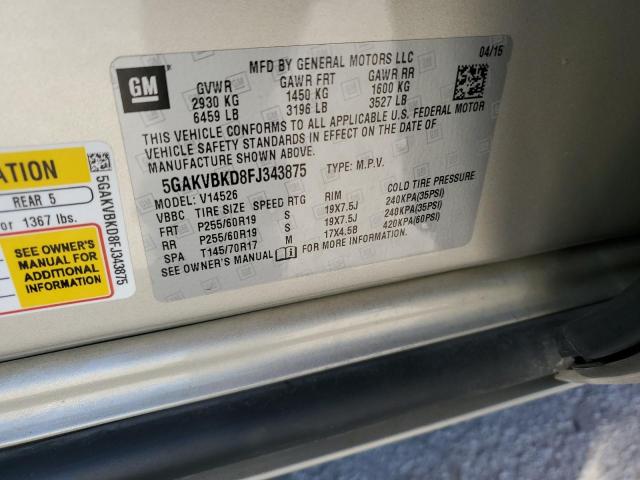 GM
MFD BY GENERAL MOTORS LLC
04/15
GVWR GAWR FRT GAWR RR
2930 KG 1450 KG 1600 KG
6459 LB 3196 LB 3527 LB
THIS VEHICLE CONFORMS TO ALL APPLICABLE U.S. FEDERAL MOTOR
VEHICLE SAFETY STANDARDS IN EFFECT ON THE DATE OF
MANUFACTURE SHOWN ABOVE.
5GAKVBKD8FJ343875 TYPE: M.P.V.
MODEL: V14526
VBBC TIRE SIZE SPEED RTG RIM COLD TIRE PRESSURE
FRT P255/60R19 S 19X7.5J 240KPA(35PSI)
RR P255/60R19 S 19X7.5J 240KPA(35PSI)
SPA T145/70R17 M 17X4.5B 420KPA(60PSI)
SEE OWNER'S MANUAL FOR MORE INFORMATION.
ATION
REAR 5
or 1367 lbs.
SEE OWNER'S
MANUAL FOR
ADDITIONAL
INFORMATION
5GAKVBKD8FJ343875